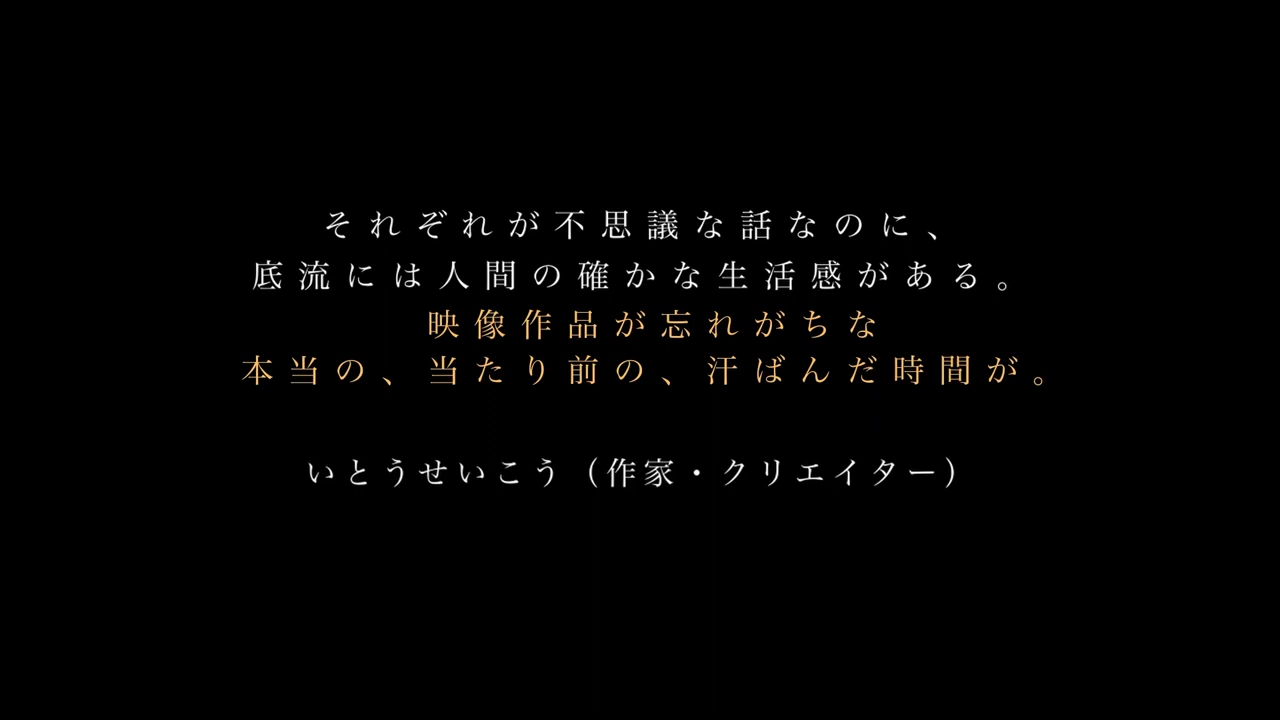 それぞれが不思議な話なのに、
底流には人間の確かな生活感がある。
映像作品が忘れがちな
本当の、当たり前の、汗ばんだ時間が。
いとうせいこう（作家・クリエイター）